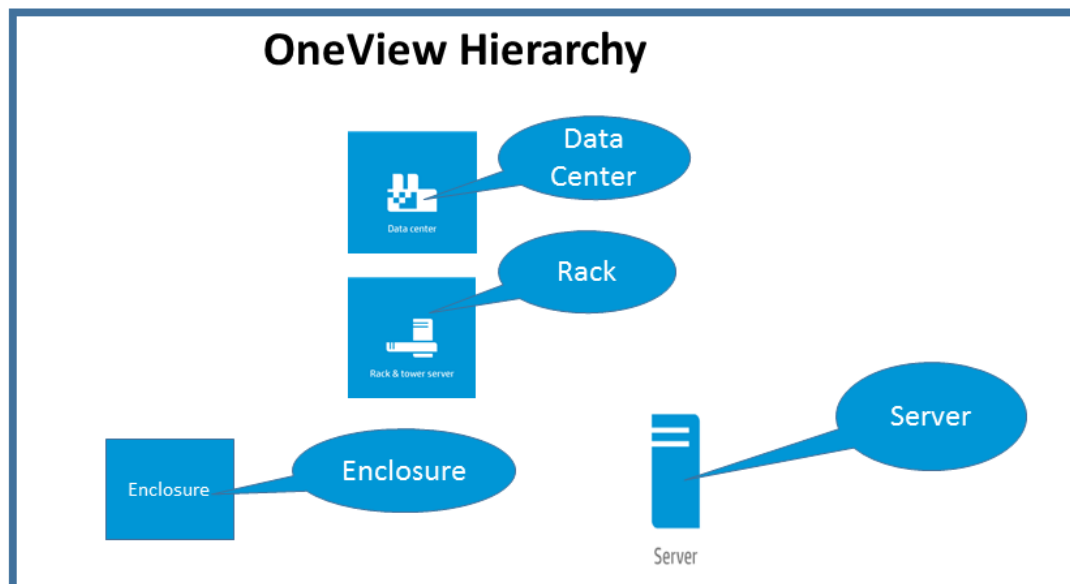 OneView Hierarchy
Data
Center
Data center
Rack
Rack & tower server
Server
Enclosure
Enclosure
Server